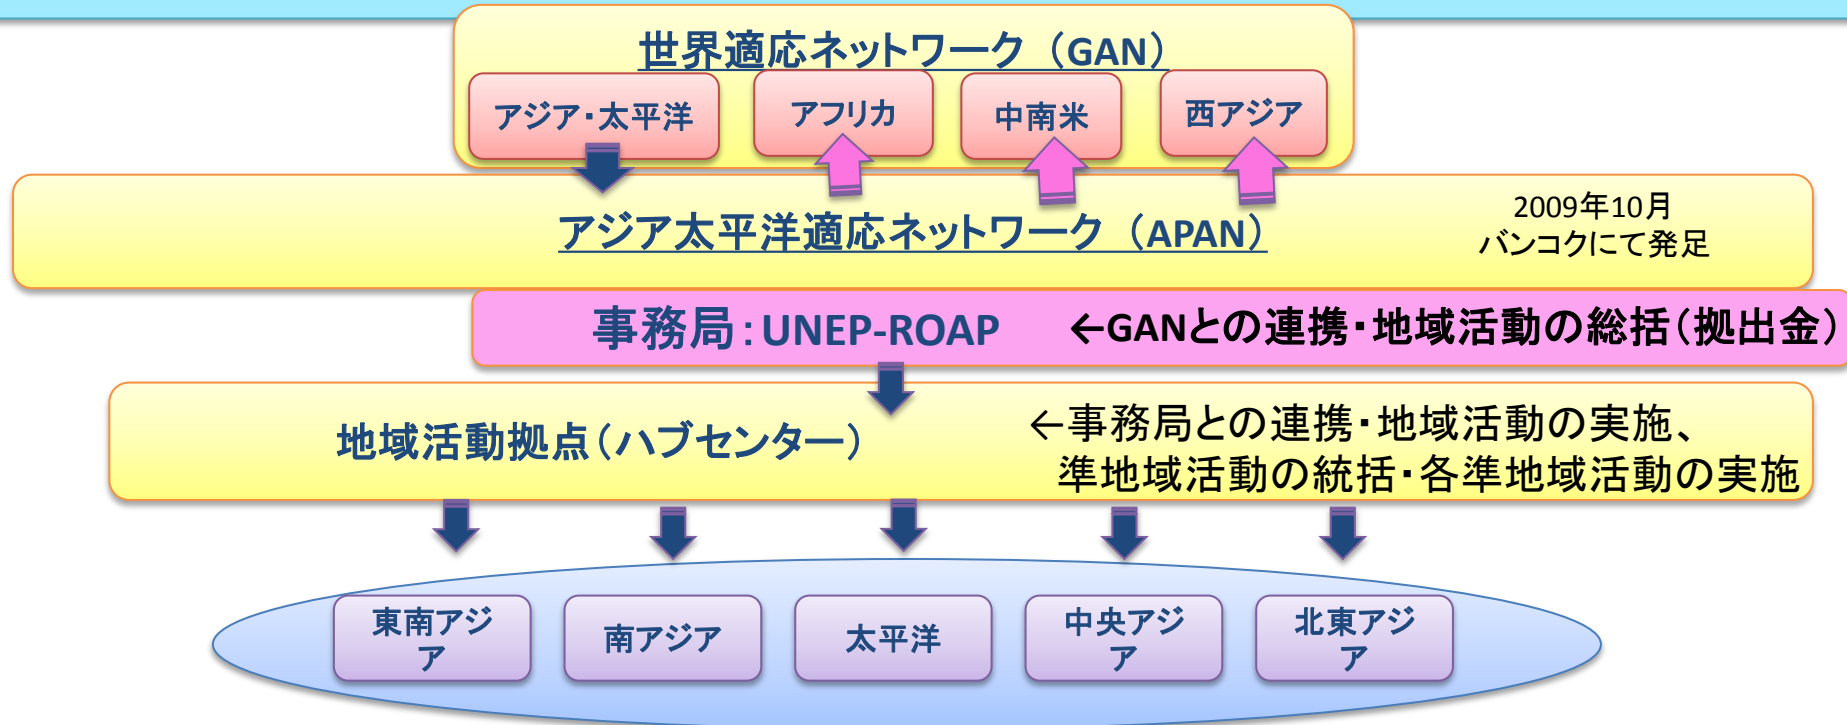 世界適応ネットワーク（GAN）
アジア・太平洋
アフリカ
中南米
西アジア
アジア太平洋適応ネットワーク（APAN）
2009年10月
バンコクにて発足
事務局：UNEP-ROAP ←GANとの連携・地域活動の総括（拠出金）
地域活動拠点（ハブセンター）
←事務局との連携・地域活動の実施、
準地域活動の統括・各準地域活動の実施
東南アジ
ア
南アジア
太平洋
中央アジ
ア
北東アジ
ア